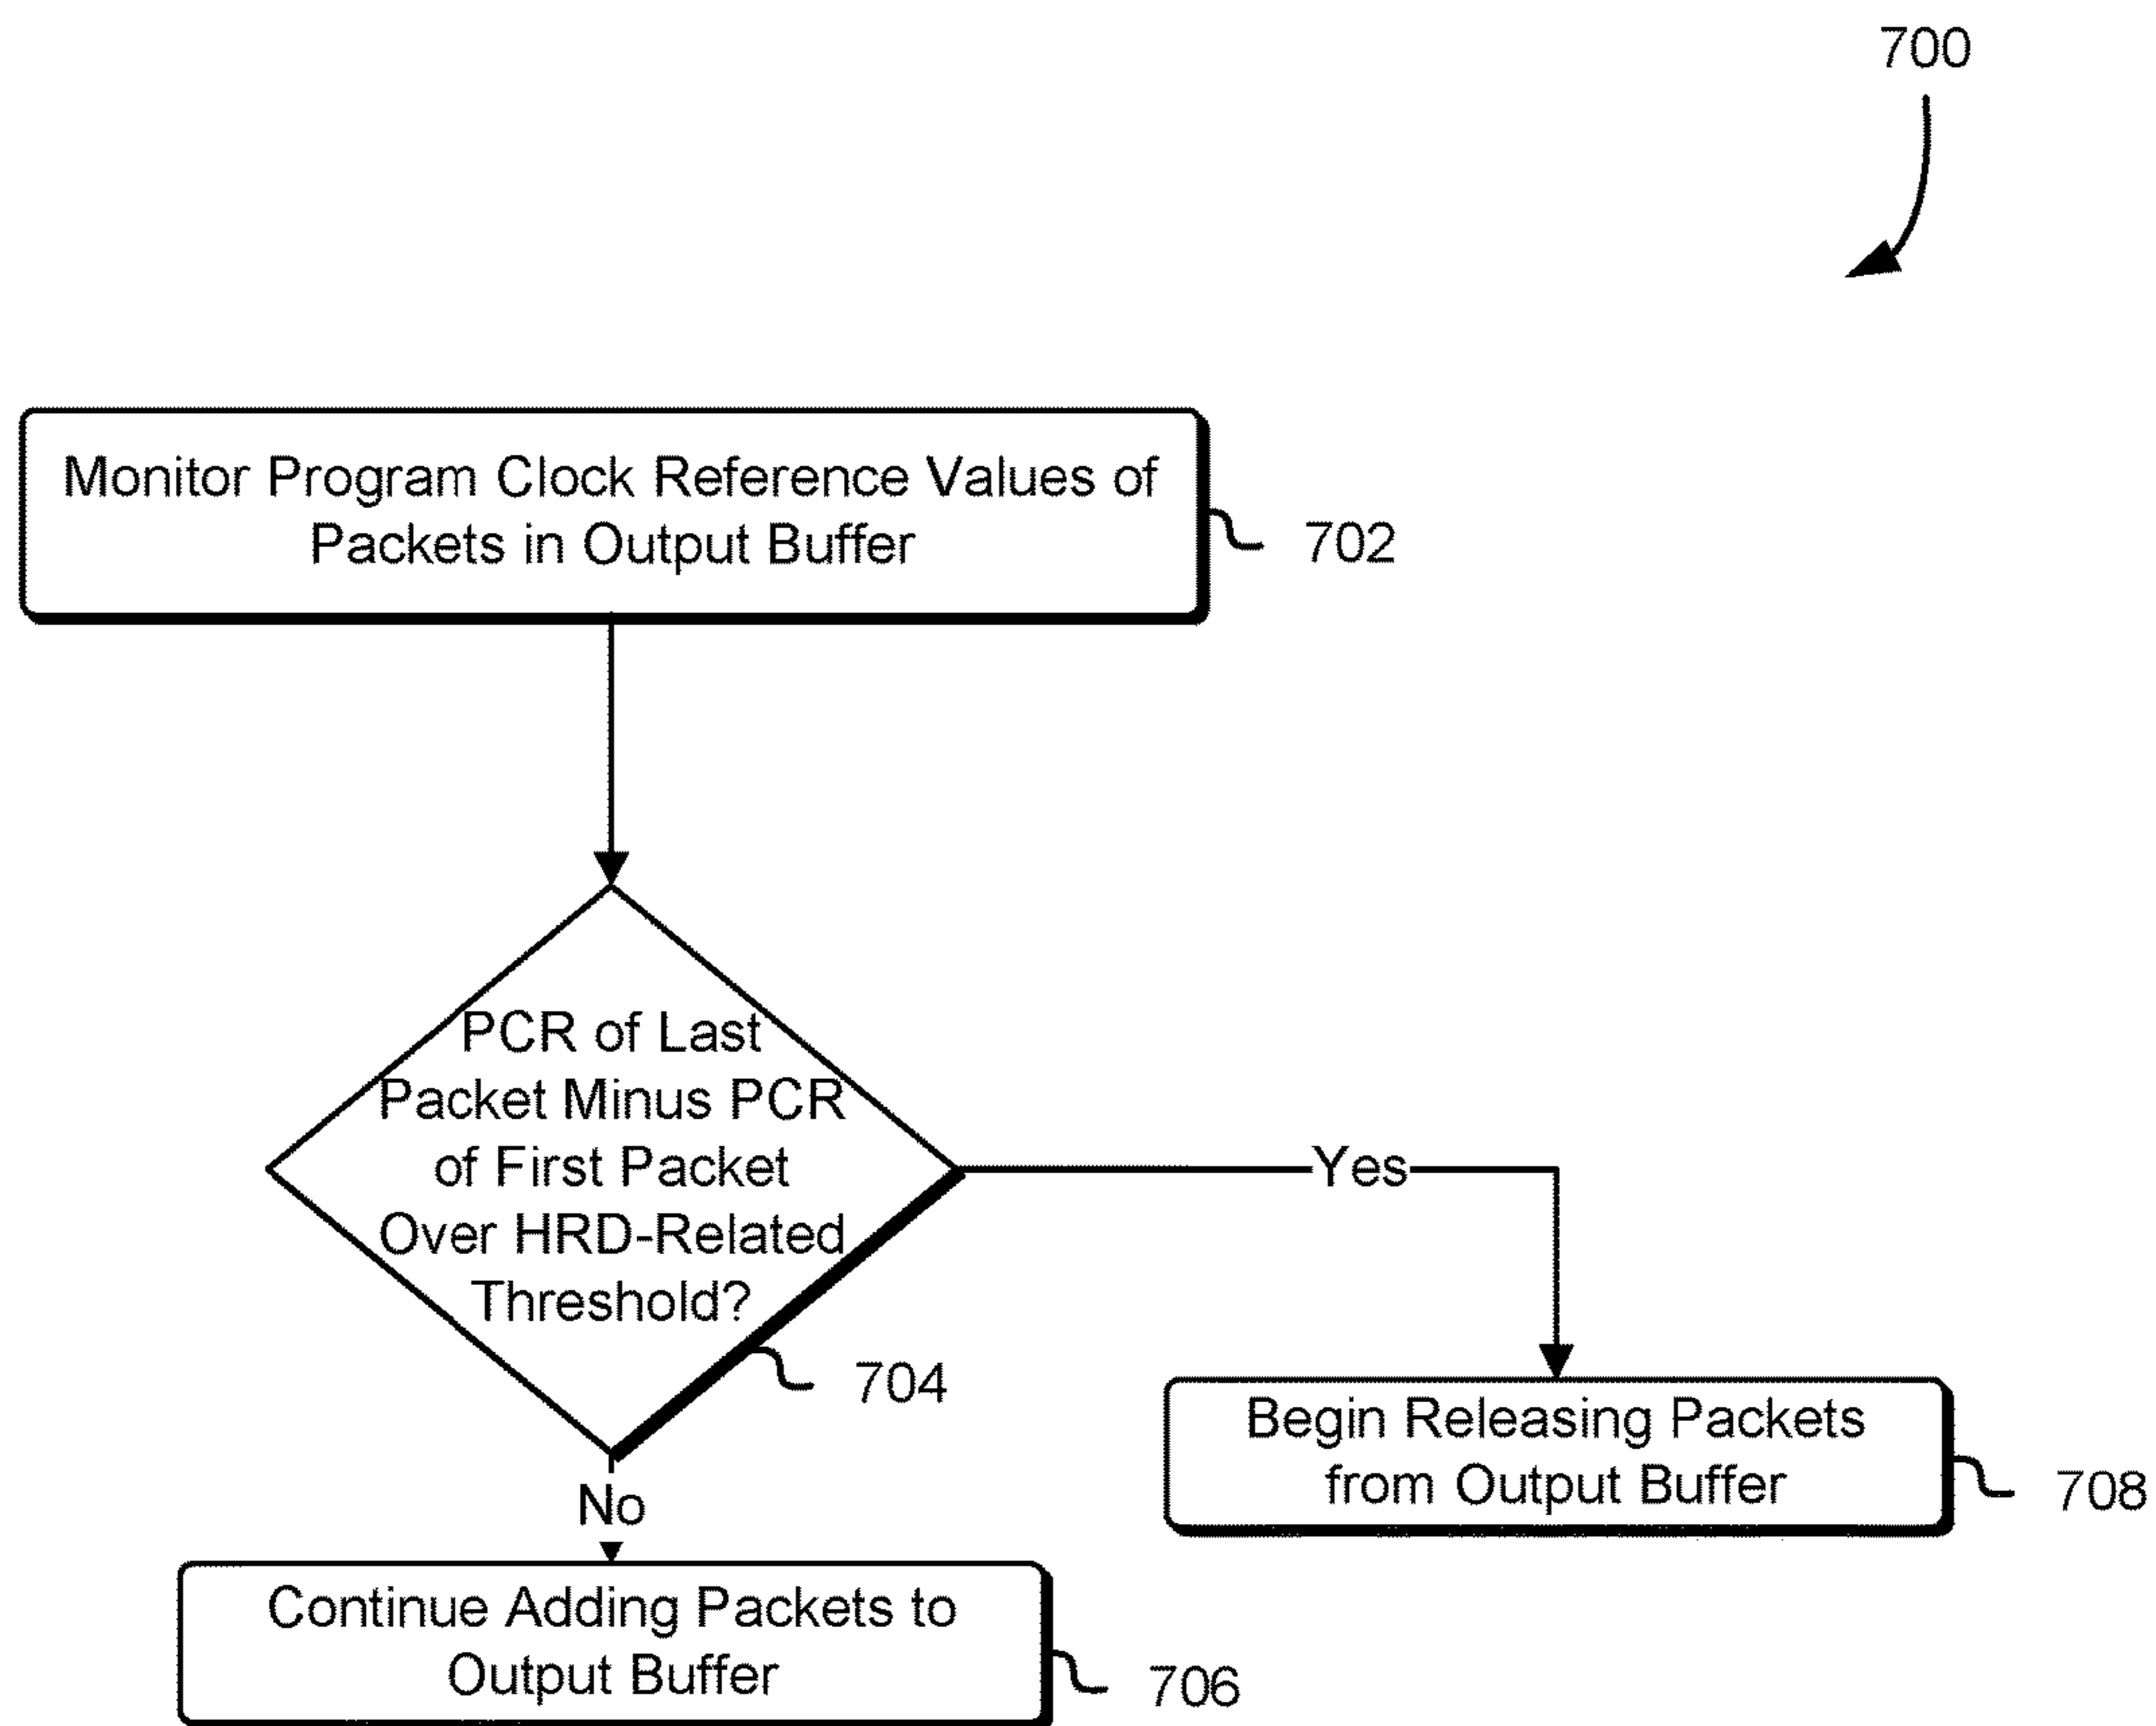 700
Monitor Program Clock Reference Values of
Packets in Output Buffer
702
PCR of Last
Packet Minus PCR
of First Packet
Over HRD-Related
Threshold?
Yes
704
Begin Releasing Packets
from Output Buffer
708
No
Continue Adding Packets to
Output Buffer
706